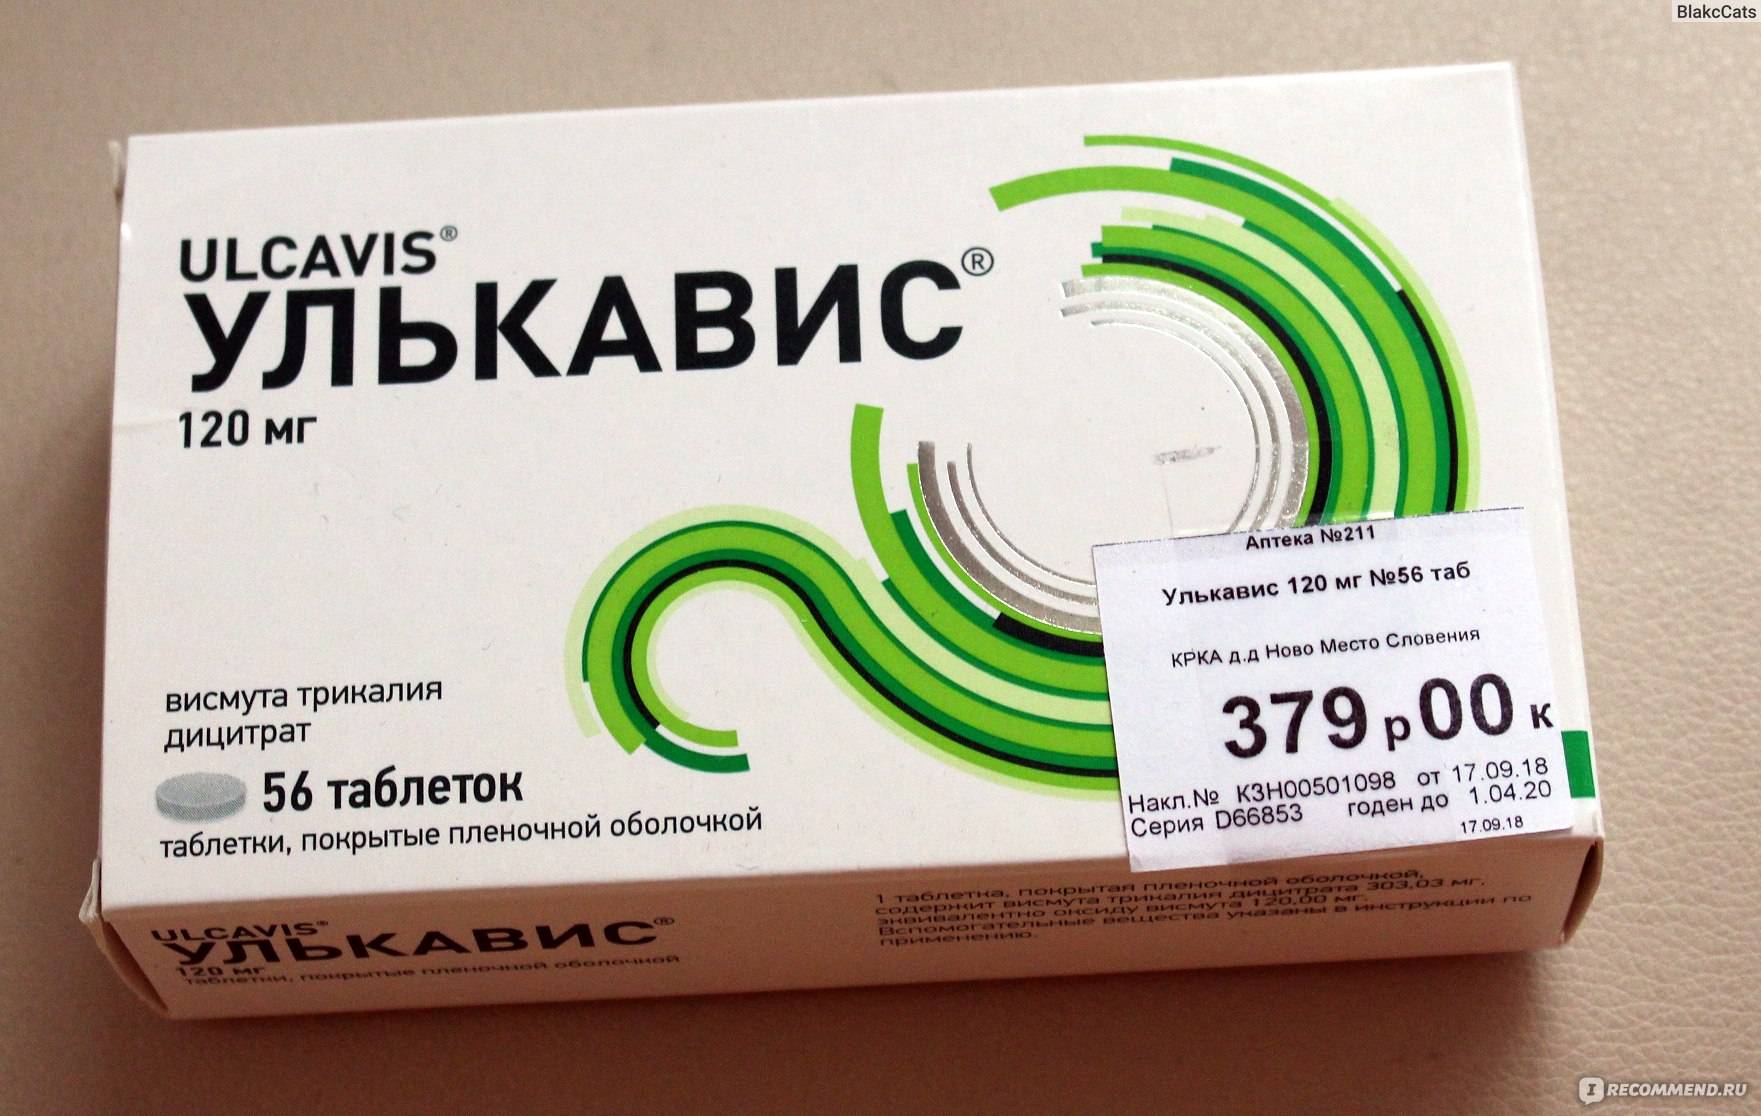 BlakcCats
ULCAVIS®
УЛЬКАВИС®
120 мг
висмута трикалия
дицитрат
56 таблеток
таблетки, покрытые пленочной оболочкой
Аптека №211
Улькавис 120 мг №56 таб
КРКА д.д Ново Место Словения
379 р 00 к
Накл.№ КЗН00501098 от 17.09.18
Серия D66853 годен до 1.04.20
17.09.18
ULCAVIS®
УЛЬКАВИС®
120 мг
таблетки, покрытые пленочной оболочкой
1 таблетка, покрытая пленочной оболочкой,
содержит висмута трикалия дицитрата 303,03 мг,
эквивалентно оксиду висмута 120,00 мг.
Вспомогательные вещества указаны в инструкции по
применению.
IRECOMMEND.RU